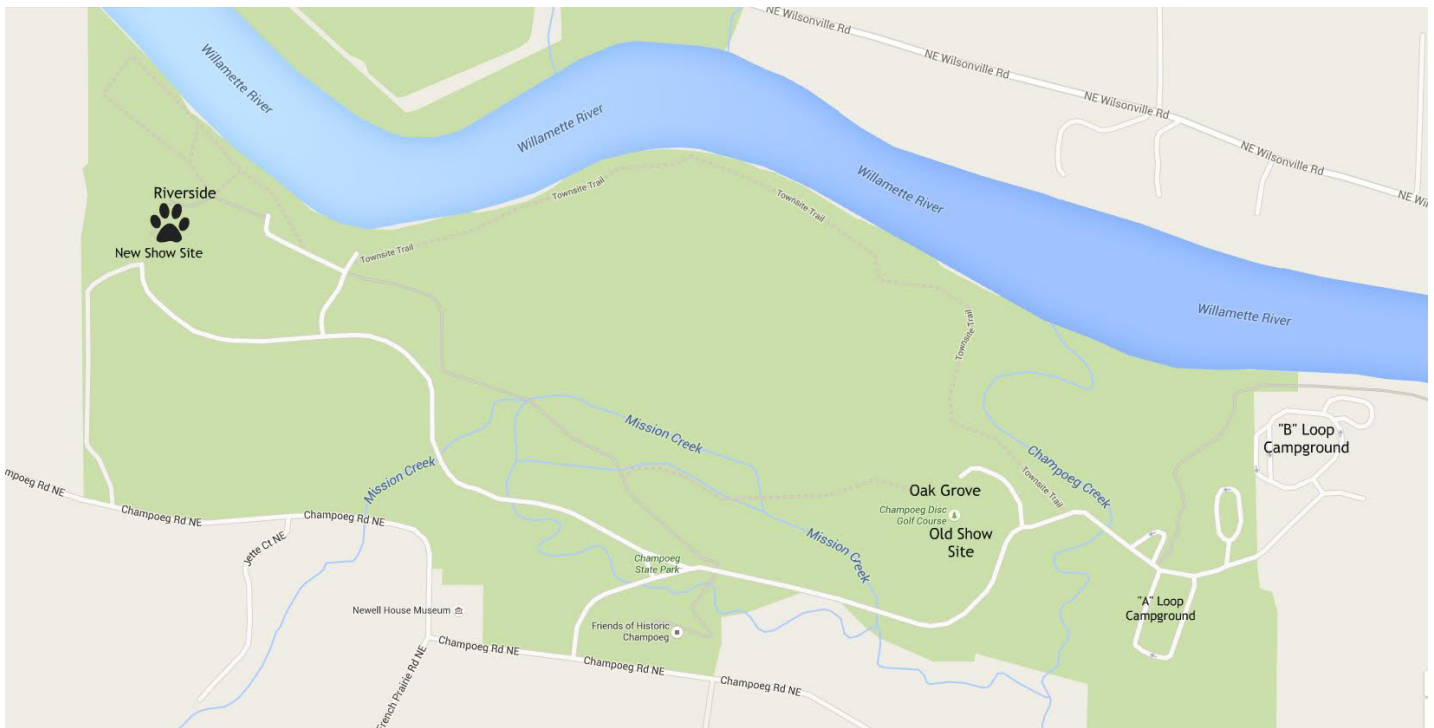 NE Wilsonville Rd
NE Wilsonville Rd
NE Wilsonville Rd
NE Wilsonville Rd
NE Wi
Willamette River
Willamette River
Willamette River
Willamette River
Riverside
New Show Site
Townsite Trail
Townsite Trail
Townsite Trail
Townsite Trail
Townsite Trail
Mission Creek
Mission Creek
Mission Creek
Champoeg Creek
"B" Loop
Campground
Oak Grove
Champoeg Disc
Golf Course
Old Show
Site
"A" Loop
Campground
Champoeg
State Park
mpoeg Rd NE
Champoeg Rd NE
Champoeg Rd NE
Jette Ct NE
Newell House Museum
Friends of Historic
Champoeg
French Prairie Rd NE
Champoeg Rd NE
Champoeg Rd NE
Champoeg Rd NE